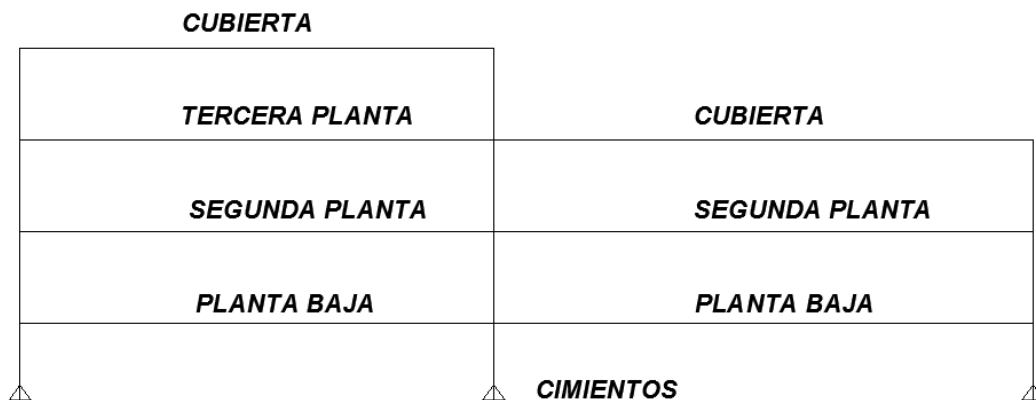 CUBIERTA
TERCERA PLANTA
CUBIERTA
SEGUNDA PLANTA
SEGUNDA PLANTA
PLANTA BAJA
PLANTA BAJA
CIMIENTOS